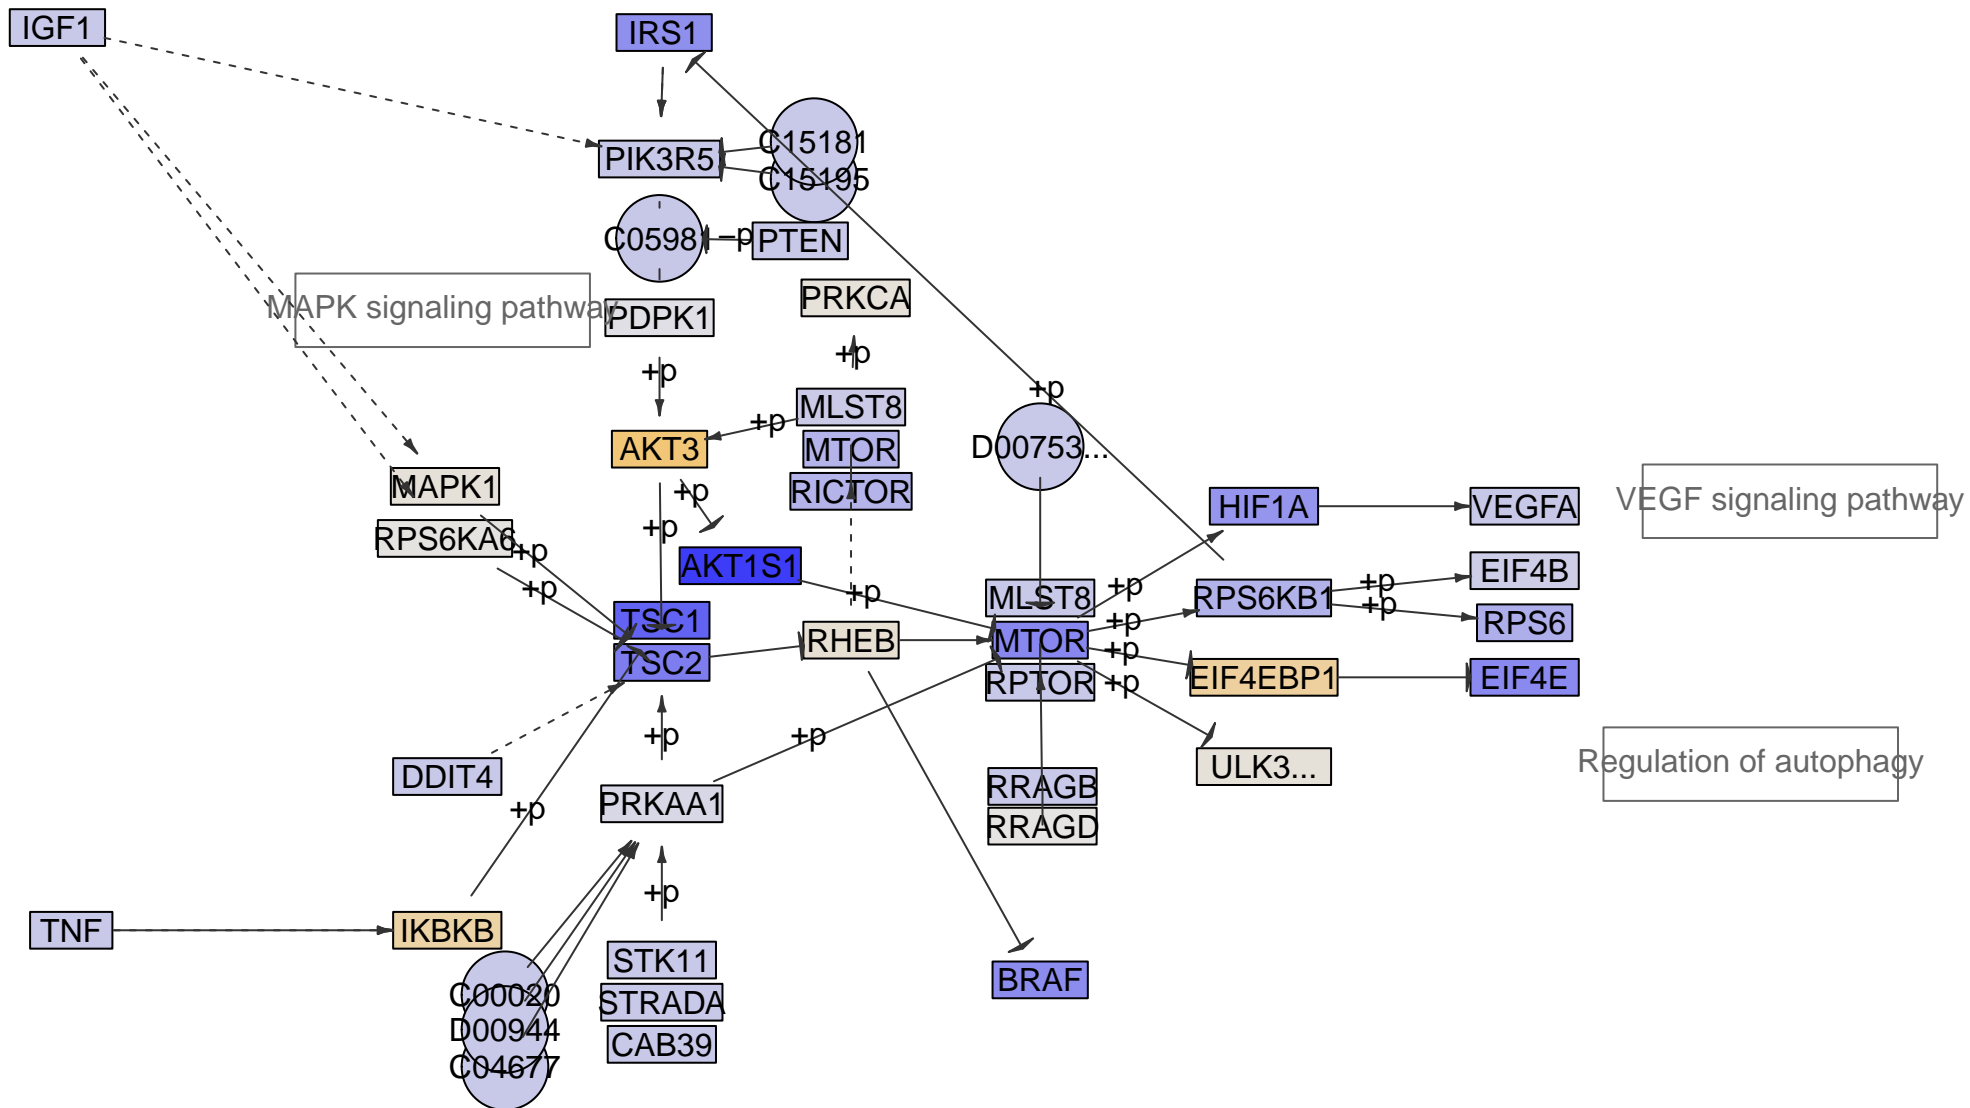 IGF1
IRS1
C15181
PIK3R5
C15195
C0598
-p
PTEN
PRKCA
MAPK signaling pathway
PDPK1
+p
+p
+p
MLST8
+p
AKT3
MTOR
D00753...
MAPK1
RICTOR
+p
HIF1A
VEGFA
VEGF signaling pathway
+p
RPS6KA6
+p
+p
AKT1S1
+p
MLST8
+p
RPS6KB1
+p
EIF4B
+p
TSC1
+p
RPS6
RHEB
MTOR
+p
TSC2
RPTOR
+p
EIF4EBP1
EIF4E
+p
+p
DDIT4
ULK3...
Regulation of autophagy
PRKAA1
RRAGB
+p
RRAGD
+p
TNF
IKBKB
STK11
BRAF
C00020
STRADA
D00944
CAB39
C04677